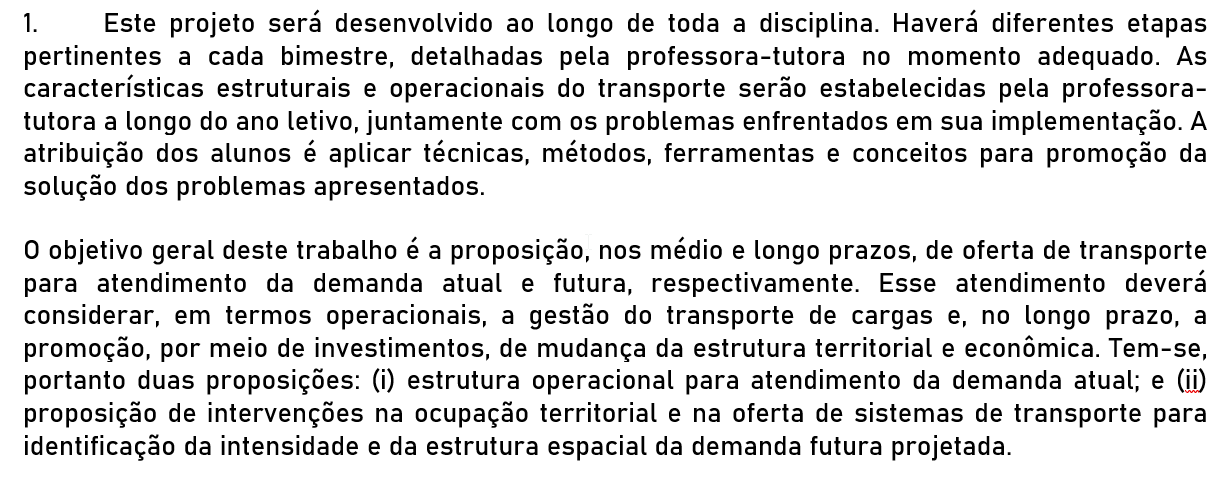 1. Este projeto será desenvolvido ao longo de toda a disciplina. Haverá diferentes etapas
pertinentes a cada bimestre, detalhadas pela professora-tutora no momento adequado. As
características estruturais e operacionais do transporte serão estabelecidas pela professora-
tutora a longo do ano letivo, juntamente com os problemas enfrentados em sua implementação. A
atribuição dos alunos é aplicar técnicas, métodos, ferramentas e conceitos para promoção da
solução dos problemas apresentados.
O objetivo geral deste trabalho é a proposição, nos médio e longo prazos, de oferta de transporte
para atendimento da demanda atual e futura, respectivamente. Esse atendimento deverá
considerar, em termos operacionais, a gestão do transporte de cargas e, no longo prazo, a
promoção, por meio de investimentos, de mudança da estrutura territorial e econômica. Tem-se,
portanto duas proposições: (i) estrutura operacional para atendimento da demanda atual; e (ii)
proposição de intervenções na ocupação territorial e na oferta de sistemas de transporte para
identificação da intensidade e da estrutura espacial da demanda futura projetada.